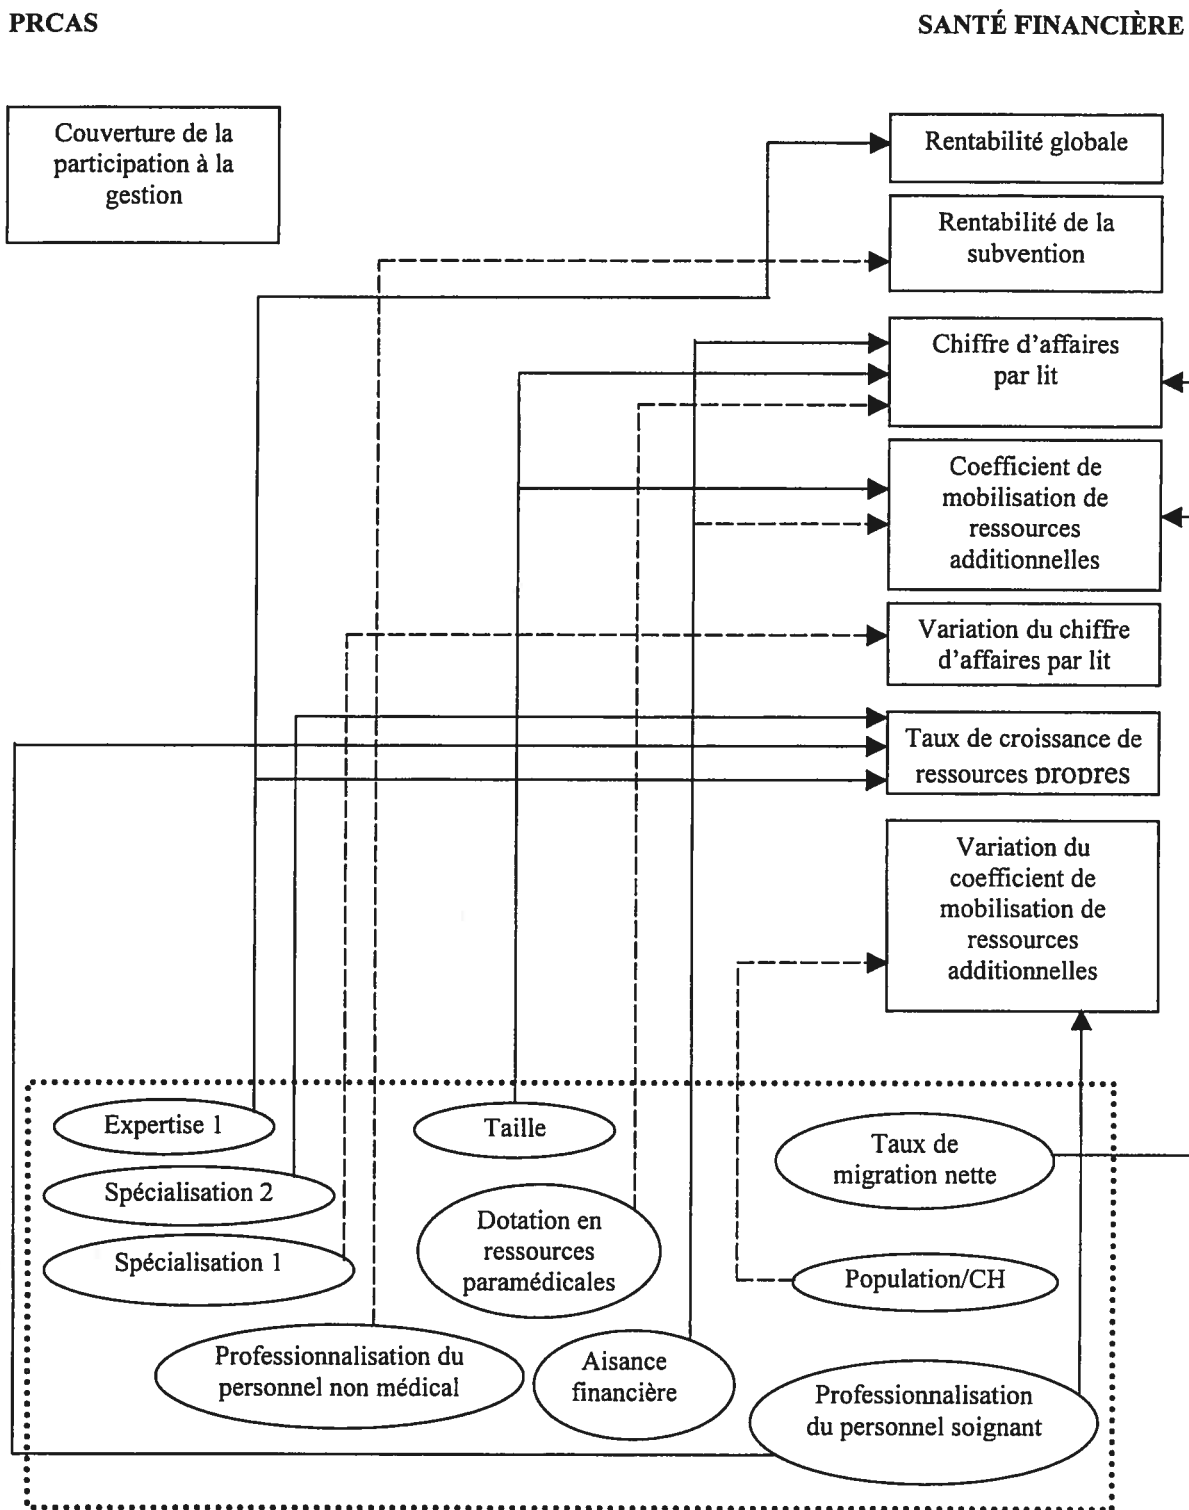 PRCAS
SANTÉ FINANCIÈRE
Couverture de la
participation à la
gestion
Rentabilité globale
Rentabilité de la
subvention
Chiffre d'affaires
par lit
Coefficient de
mobilisation de
ressources
additionnelles
Variation du chiffre
d'affaires par lit
Taux de croissance de
ressources propres
Variation du
coefficient de
mobilisation de
ressources
additionnelles
Expertise 1
Spécialisation 2
Spécialisation 1
Professionnalisation du
personnel non médical
Taille
Dotation en
ressources
paramédicales
Aisance
financière
Taux de
migration nette
Population/CH
Professionnalisation
du personnel soignant